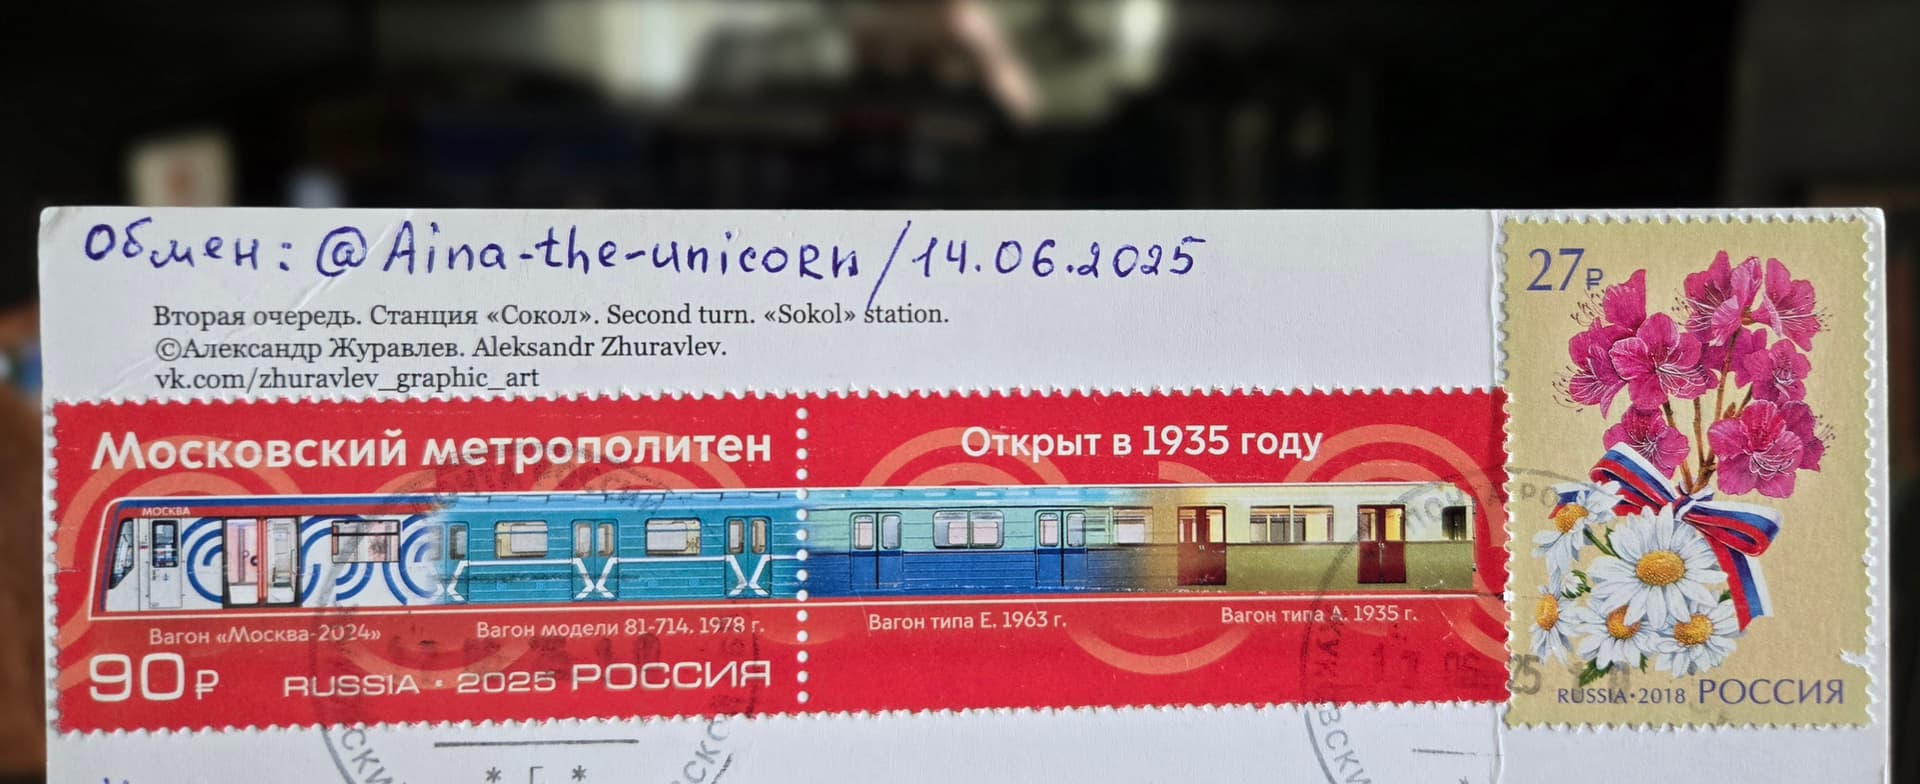 Обмен: @Aina-the-unicorn/14.06.2025
Вторая очередь. Станция «Сокол». Second turn. «Sokol» station.
©Александр Журавлев. Aleksandr Zhuravlev.
vk.com/zhuravlev_graphic_art
Московский метрополитен
МОСКВА
Вагон «Москва-2024»
Вагон модели 81-714. 1978 г.
90₽
RUSSIA • 2025 РОССИЯ
Открыт в 1935 году
Вагон типа Е. 1963 г.
Вагон типа А. 1935 г.
27₽
RUSSIA • 2018 РОССИЯ
* Г *